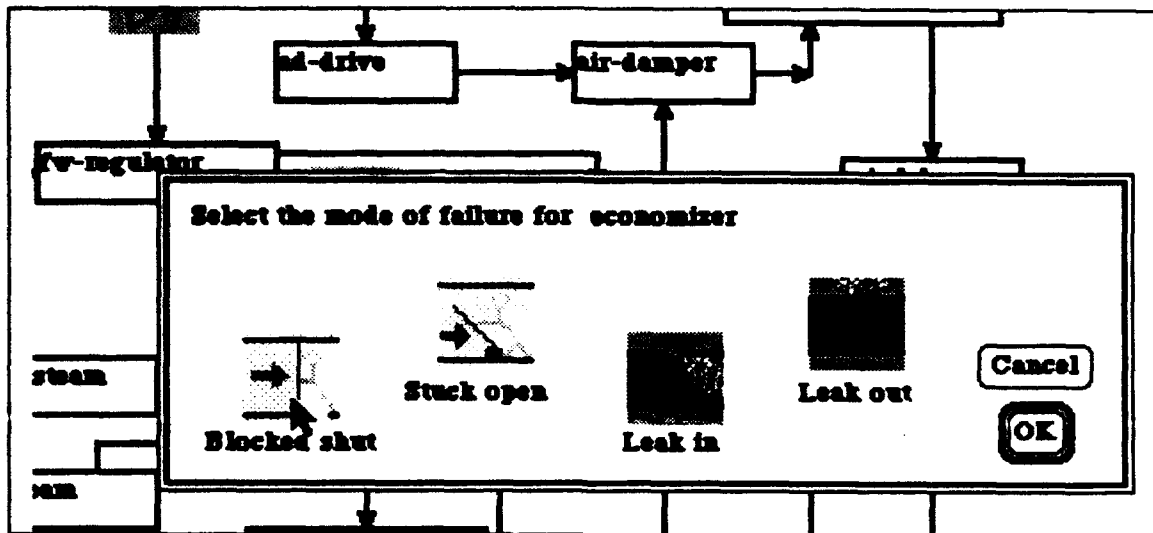 ad-drive
air-damper
fw-regulator
Select the mode of failure for economizer
Stuck open
Leak out
Cancel
steam
Blocked shut
Leak in
OK
eam